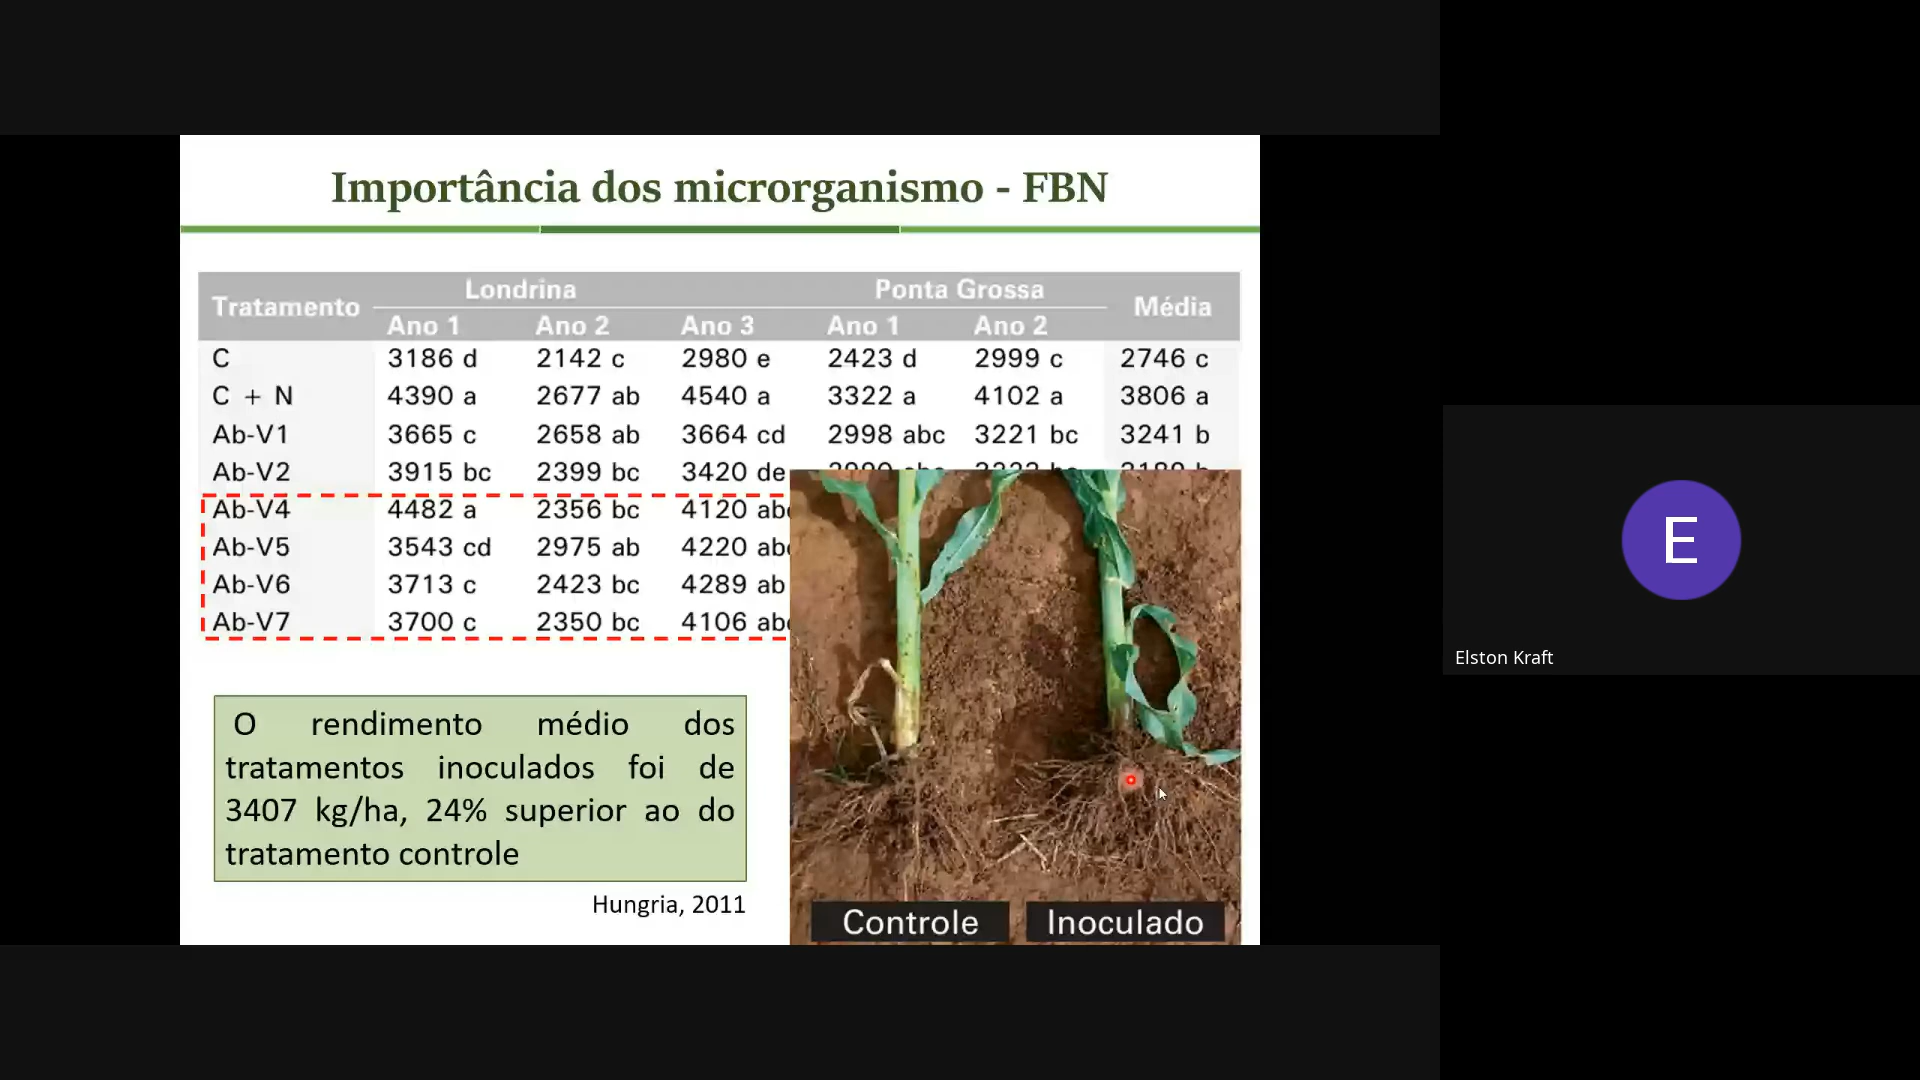 Importância dos microrganismo - FBN
Tratamento Londrina Ponta Grossa Média
Ano 1 Ano 2 Ano 3 Ano 1 Ano 2
C 3186 d 2142 c 2980 e 2423 d 2999 c 2746 c
C + N 4390 a 2677 ab 4540 a 3322 a 4102 a 3806 a
Ab-V1 3665 c 2658 ab 3664 cd 2998 abc 3221 bc 3241 b
Ab-V2 3915 bc 2399 bc 3420 de
Ab-V4 4482 a 2356 bc 4120
Ab-V5 3543 cd 2975 ab 4220
Ab-V6 3713 c 2423 bc 4289 ab
Ab-V7 3700 c 2350 bc 4106
O rendimento médio dos
tratamentos inoculados foi de
3407 kg/ha, 24% superior ao do
tratamento controle
Hungria, 2011
Controle Inoculado
E
Elston Kraft